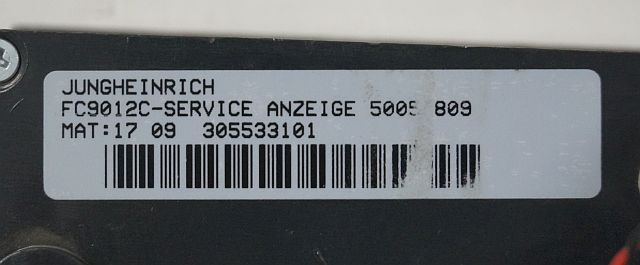 JUNGHEINRICH
FC9012C-SERVICE ANZEIGE 5005 809
MAT:17 09 305533101